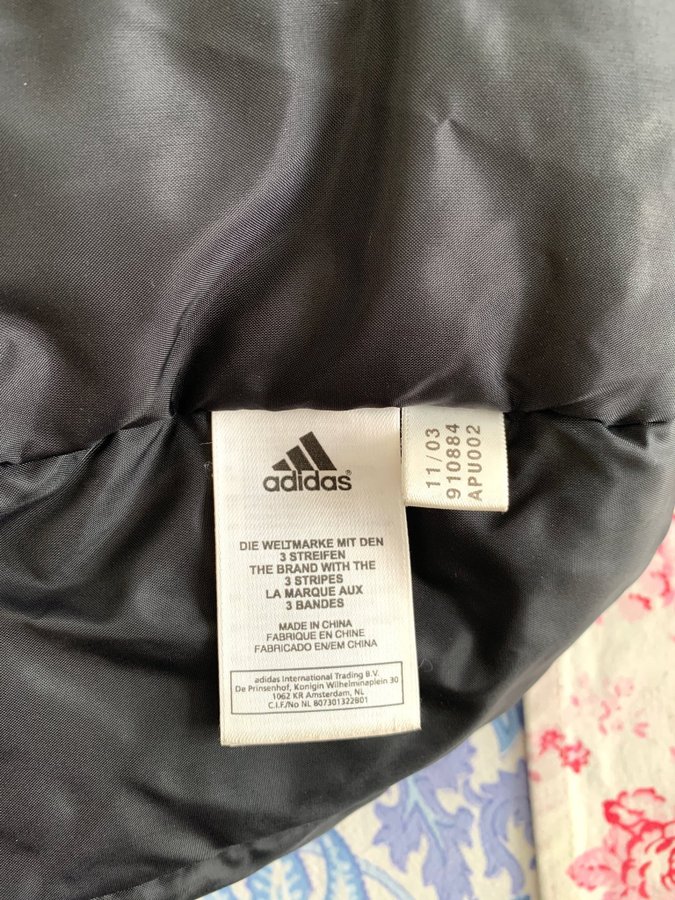 adidas®
DIE WELTMARKE MIT DEN
3 STREIFEN
THE BRAND WITH THE
3 STRIPES
LA MARQUE AUX
3 BANDES
MADE IN CHINA
FABRIQUE EN CHINE
FABRICADO EN/EM CHINA
adidas International Trading B.V.
De Prinsenhof, Konigin Wilhelminaplein 30
1062 KR Amsterdam, NL
C.I.F./No NL 807301322B01
11/03
910884
APU002